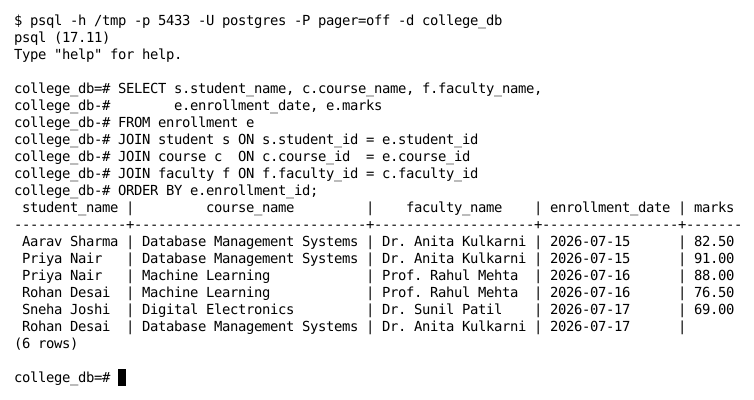 $ psql -h /tmp -p 5433 -U postgres -P pager=off -d college_db
psql (17.11)
Type "help" for help.

college_db=# SELECT s.student_name, c.course_name, f.faculty_name,
college_db-#        e.enrollment_date, e.marks
college_db-# FROM enrollment e
college_db-# JOIN student s ON s.student_id = e.student_id
college_db-# JOIN course c  ON c.course_id  = e.course_id
college_db-# JOIN faculty f ON f.faculty_id = c.faculty_id
college_db-# ORDER BY e.enrollment_id;
 student_name |         course_name         |    faculty_name    | enrollment_date | marks
--------------+-----------------------------+--------------------+-----------------+------
 Aarav Sharma | Database Management Systems | Dr. Anita Kulkarni | 2026-07-15      | 82.50
 Priya Nair   | Database Management Systems | Dr. Anita Kulkarni | 2026-07-15      | 91.00
 Priya Nair   | Machine Learning            | Prof. Rahul Mehta  | 2026-07-16      | 88.00
 Rohan Desai  | Machine Learning            | Prof. Rahul Mehta  | 2026-07-16      | 76.50
 Sneha Joshi  | Digital Electronics         | Dr. Sunil Patil    | 2026-07-17      | 69.00
 Rohan Desai  | Database Management Systems | Dr. Anita Kulkarni | 2026-07-17      |
(6 rows)

college_db=#